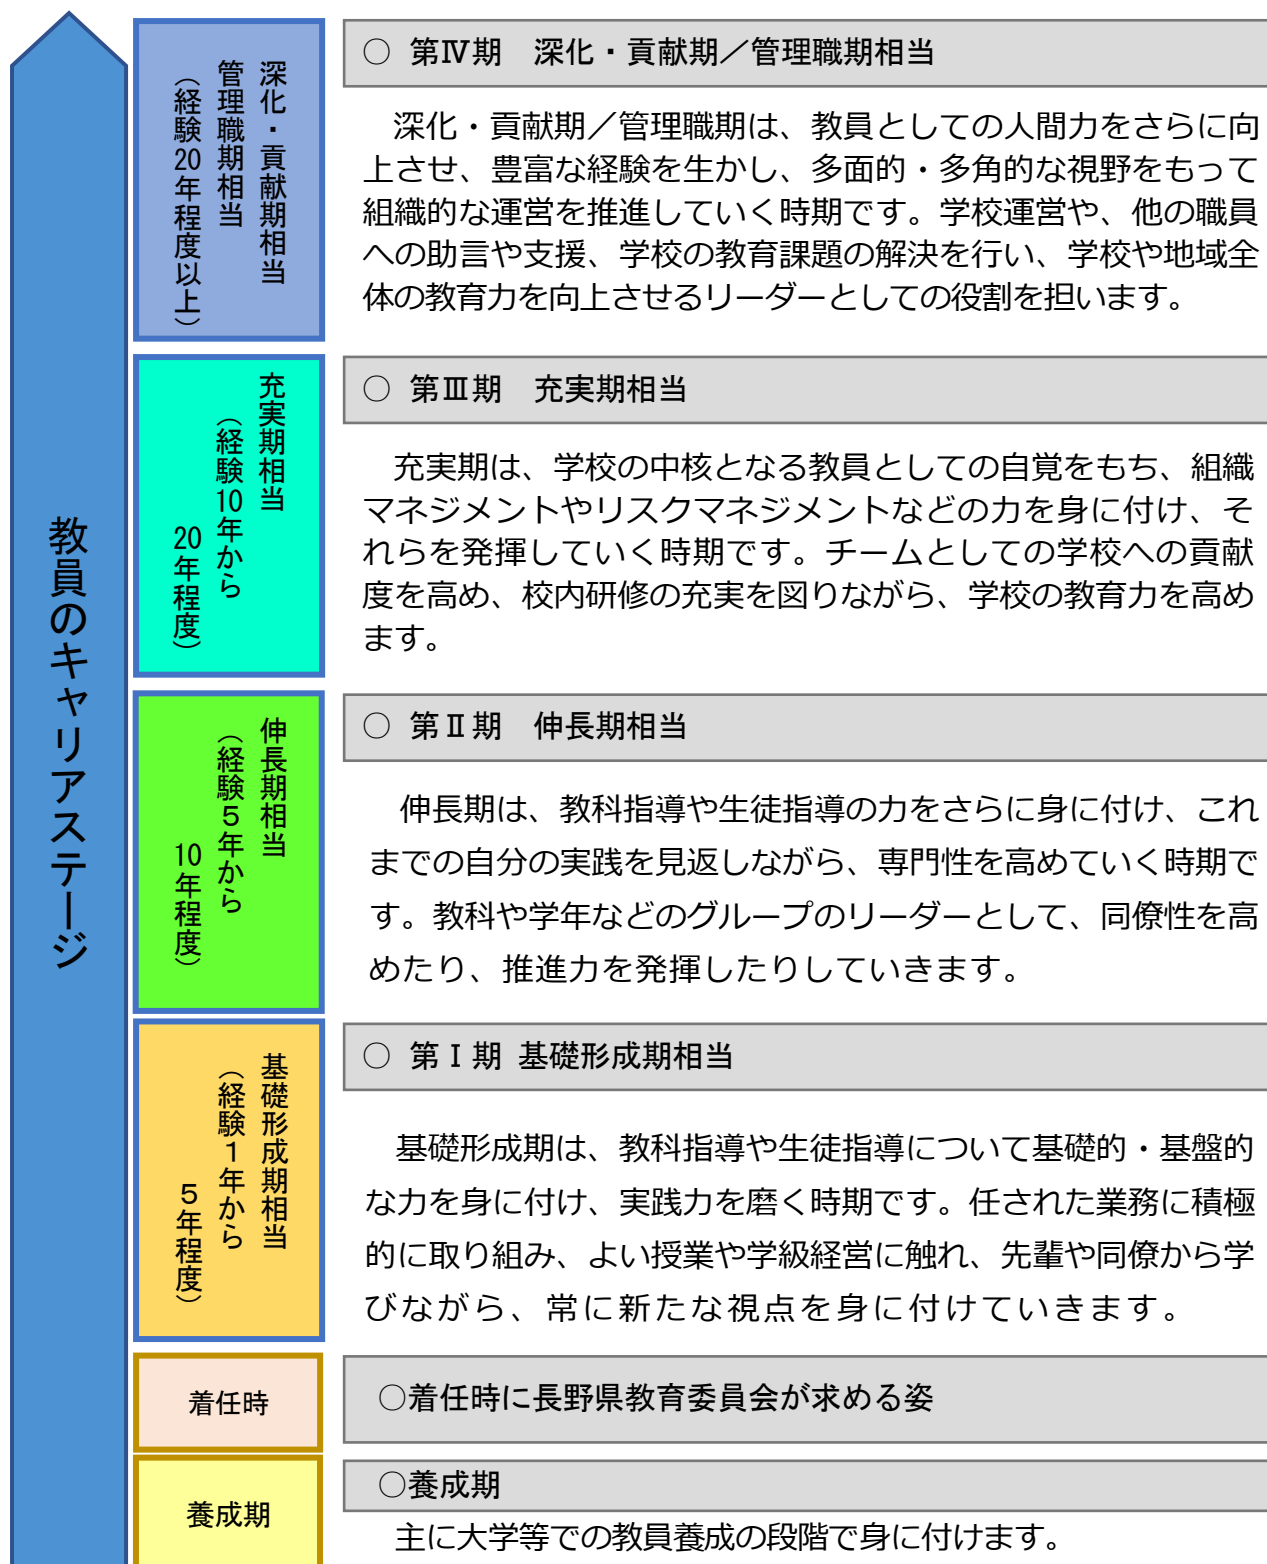 教員のキャリアステージ
深化・貢献期相当
管理職期相当
（経験20年程度以上）
○ 第Ⅳ期　深化・貢献期／管理職期相当
深化・貢献期／管理職期は、教員としての人間力をさらに向
上させ、豊富な経験を生かし、多面的・多角的な視野をもって
組織的な運営を推進していく時期です。学校運営や、他の職員
への助言や支援、学校の教育課題の解決を行い、学校や地域全
体の教育力を向上させるリーダーとしての役割を担います。
充実期相当
（経験10年から
20年程度）
○ 第Ⅲ期　充実期相当
充実期は、学校の中核となる教員としての自覚をもち、組織
マネジメントやリスクマネジメントなどの力を身に付け、そ
れらを発揮していく時期です。チームとしての学校への貢献
度を高め、校内研修の充実を図りながら、学校の教育力を高め
ます。
伸長期相当
（経験５年から
10年程度）
○ 第Ⅱ期　伸長期相当
伸長期は、教科指導や生徒指導の力をさらに身に付け、これ
までの自分の実践を見返しながら、専門性を高めていく時期で
す。教科や学年などのグループのリーダーとして、同僚性を高
めたり、推進力を発揮したりしていきます。
基礎形成期相当
（経験１年から
５年程度）
○ 第Ⅰ期 基礎形成期相当
基礎形成期は、教科指導や生徒指導について基礎的・基盤的
な力を身に付け、実践力を磨く時期です。任された業務に積極
的に取り組み、よい授業や学級経営に触れ、先輩や同僚から学
びながら、常に新たな視点を身に付けていきます。
着任時
○着任時に長野県教育委員会が求める姿
養成期
○養成期
主に大学等での教員養成の段階で身に付けます。